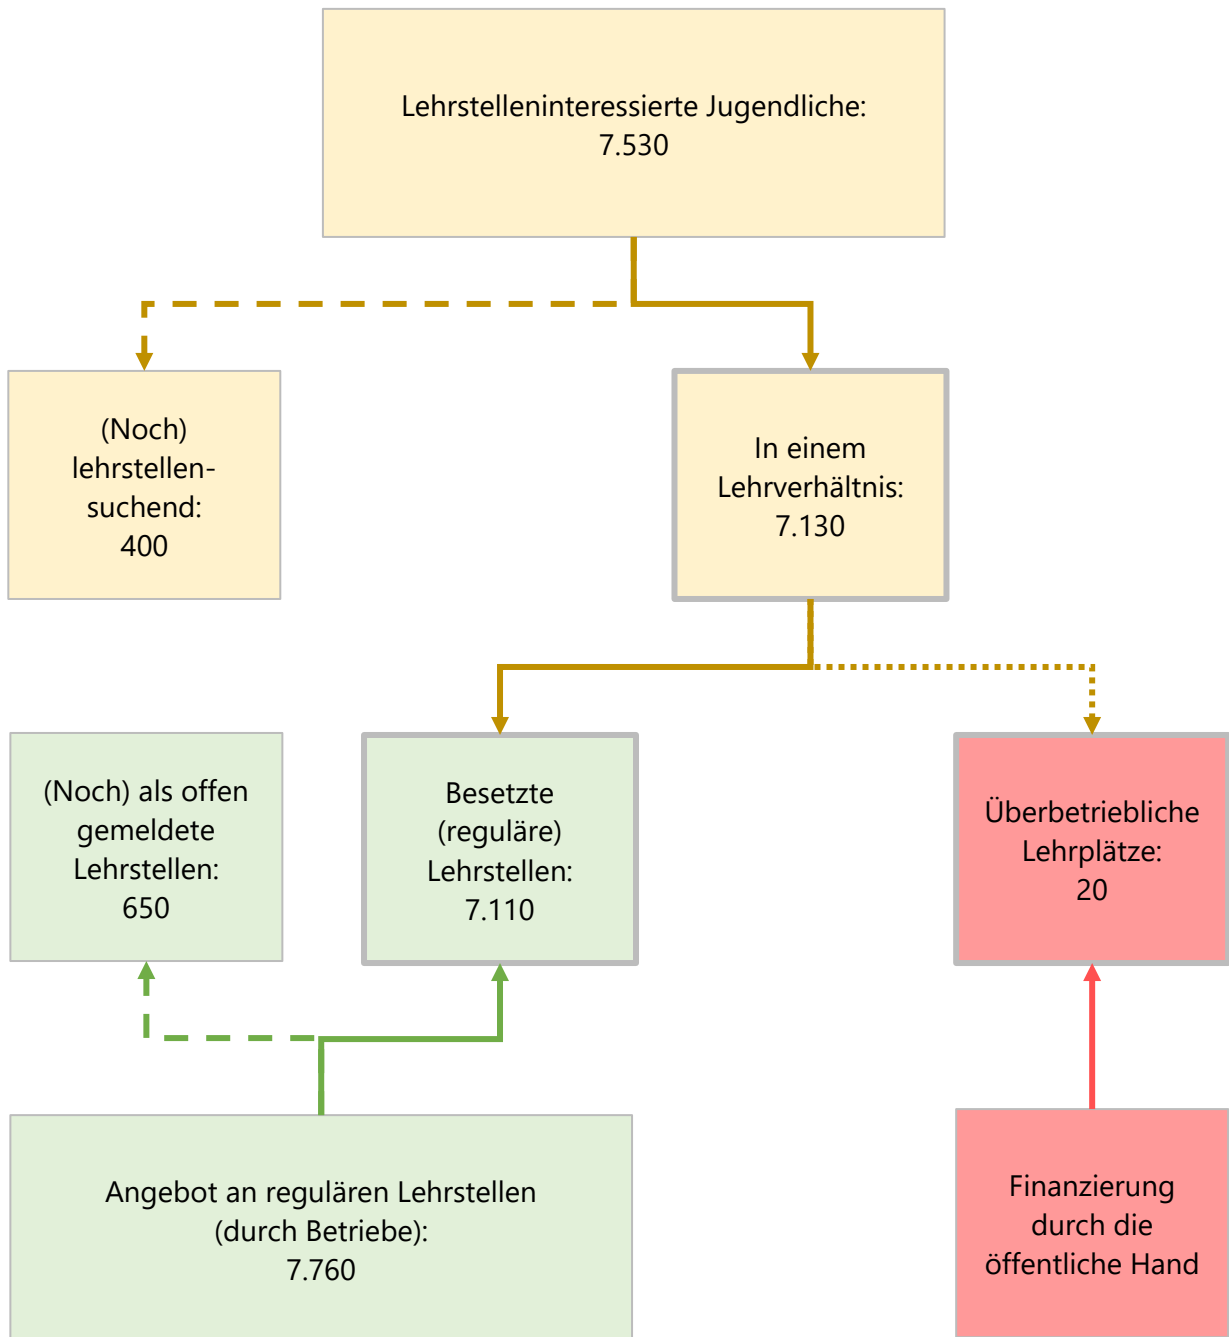 Lehrstelleninteressierte Jugendliche:
7.530
(Noch)
lehrstellen-
suchend:
400
In einem
Lehrverhältnis:
7.130
(Noch) als offen
gemeldete
Lehrstellen:
650
Besetzte
(reguläre)
Lehrstellen:
7.110
Überbetriebliche
Lehrplätze:
20
Angebot an regulären Lehrstellen
(durch Betriebe):
7.760
Finanzierung
durch die
öffentliche Hand